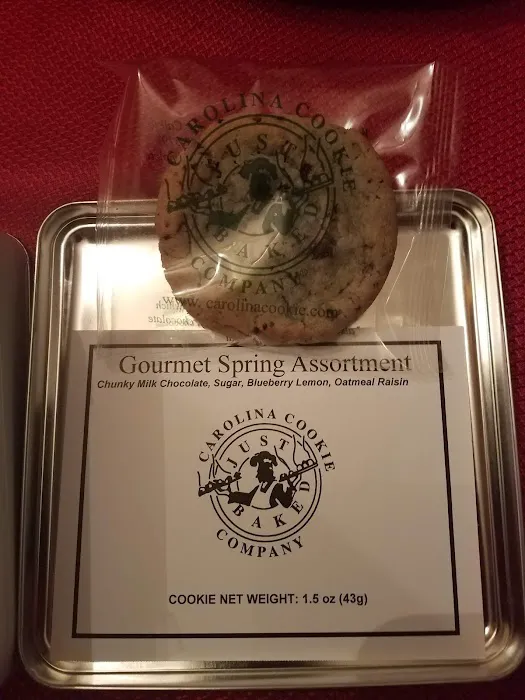 CAROLINA COOKIE
JUST
BAKED
COMPANY
www.carolinacookie.com
Gourmet Spring Assortment
Chunky Milk Chocolate, Sugar, Blueberry Lemon, Oatmeal Raisin
CAROLINA COOKIE
JUST
BAKED
COMPANY
COOKIE NET WEIGHT: 1.5 oz (43g)